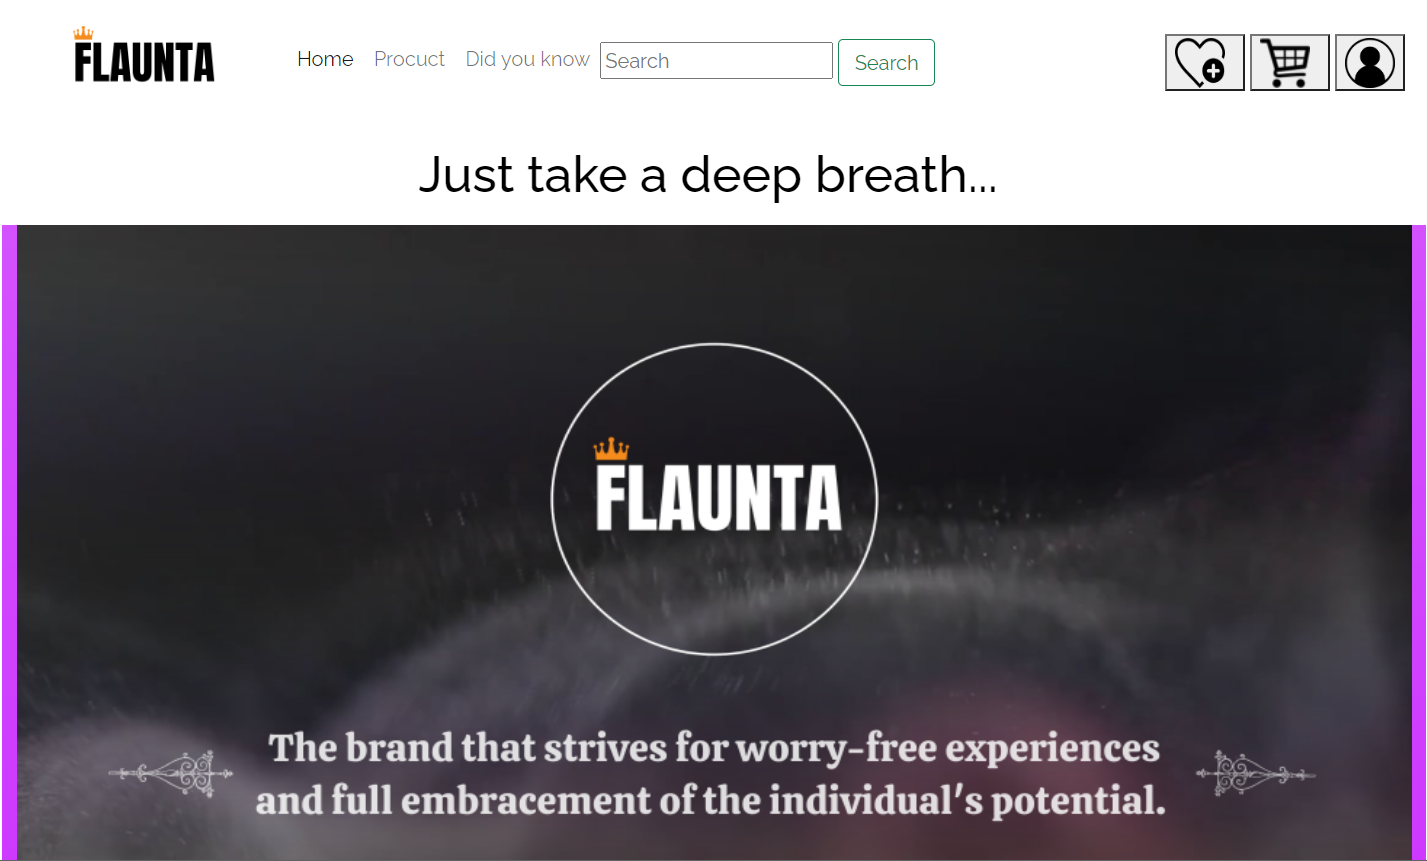 FLAUNTA
Home Procuct Did you know Search Search
Just take a deep breath...
FLAUNTA
The brand that strives for worry-free experiences
and full embracement of the individual's potential.